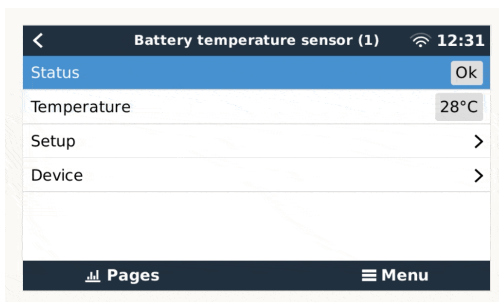 Battery temperature sensor (1) 12:31
Status Ok
Temperature 28°C
Setup
Device
Pages Menu